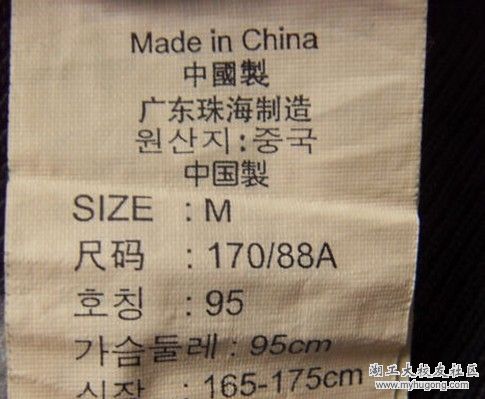 Made in China
中國製
广东珠海制造
원산지:중국
中国製
SIZE : M
尺码 : 170/88A
호칭 : 95
가슴둘레 : 95cm
신장 : 165-175cm
湖工大校友社区
www.myhugong.com